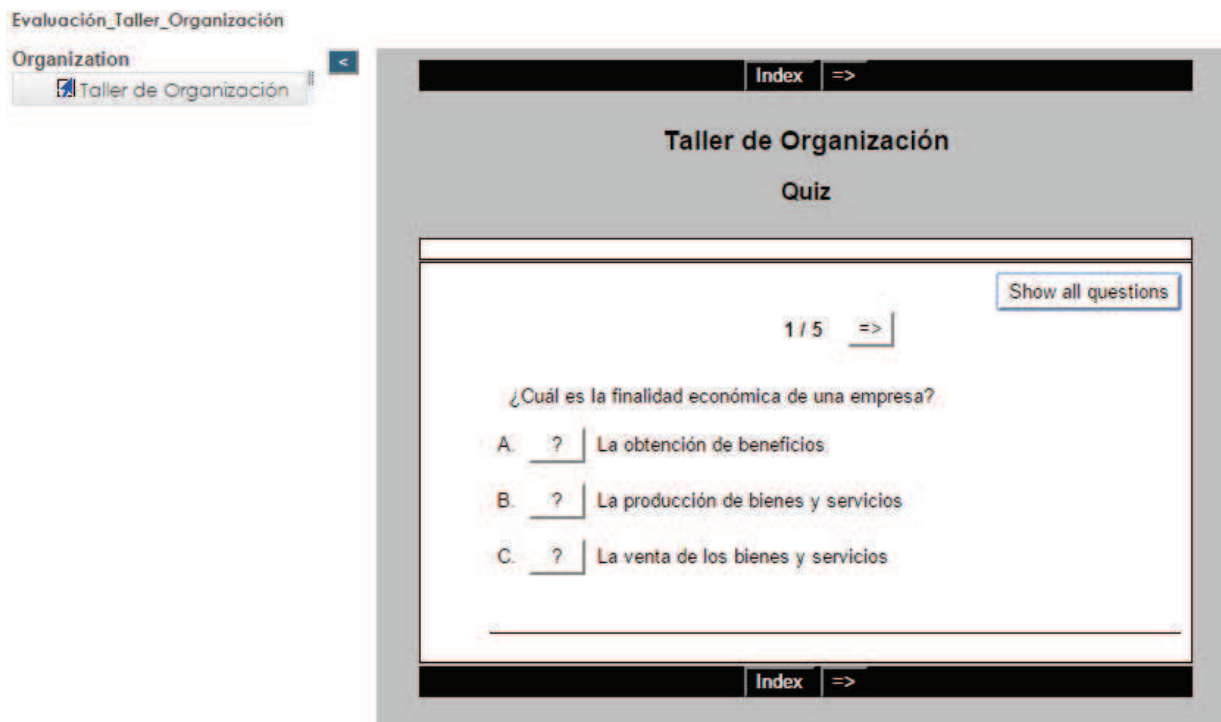 Evaluación_Taller_Organización
Organization
<
Taller de Organización
Index =>
Taller de Organización
Quiz
Show all questions
1 / 5 =>
¿Cuál es la finalidad económica de una empresa?
A. ? La obtención de beneficios
B. ? La producción de bienes y servicios
C. ? La venta de los bienes y servicios
Index =>